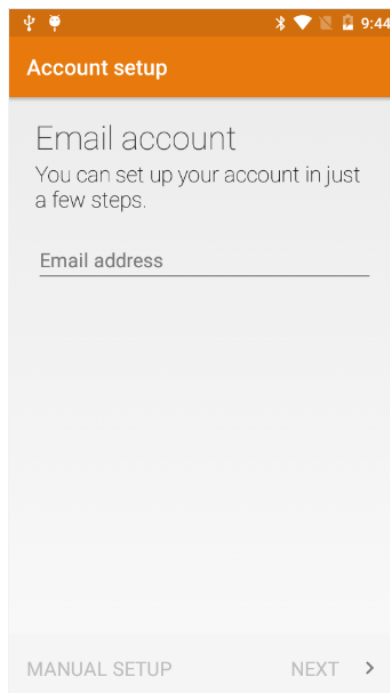 9:44
Account setup
Email account
You can set up your account in just
a few steps.
Email address
MANUAL SETUP NEXT